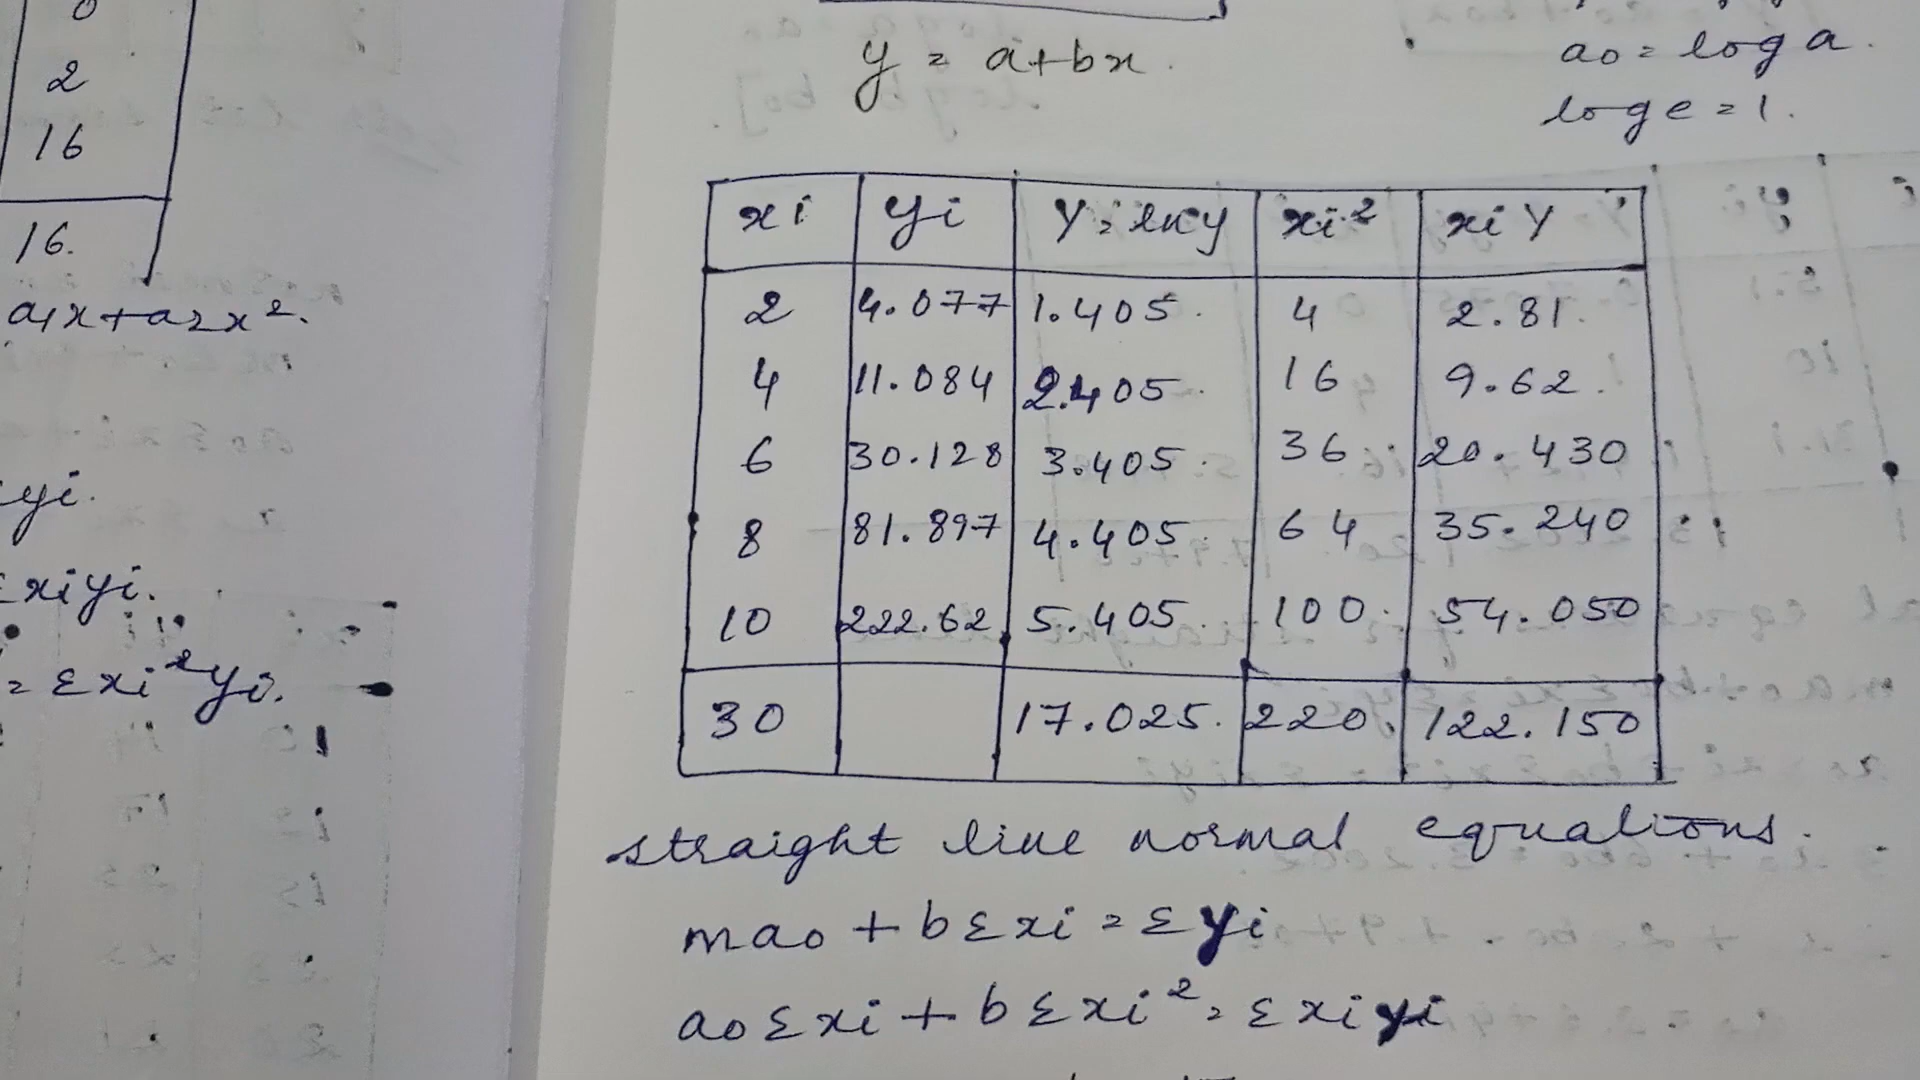 0
2
16
16.
a1x+a2x².
yi.
Σxiyi.
= Σxi²yi.
y = a+bx.
a0 = log a.
log e = 1.
xi yi Y=lny xi² xiY
2 4.077 1.405. 4 2.81.
4 11.084 2.405. 16 9.62.
6 30.128 3.405. 36 20.430
8 81.897 4.405. 64 35.240
10 222.62 5.405. 100. 54.050
30 17.025. 220. 122.150
straight line normal equations.
ma0 + bΣxi = Σyi
a0Σxi + bΣxi² = Σxiyi